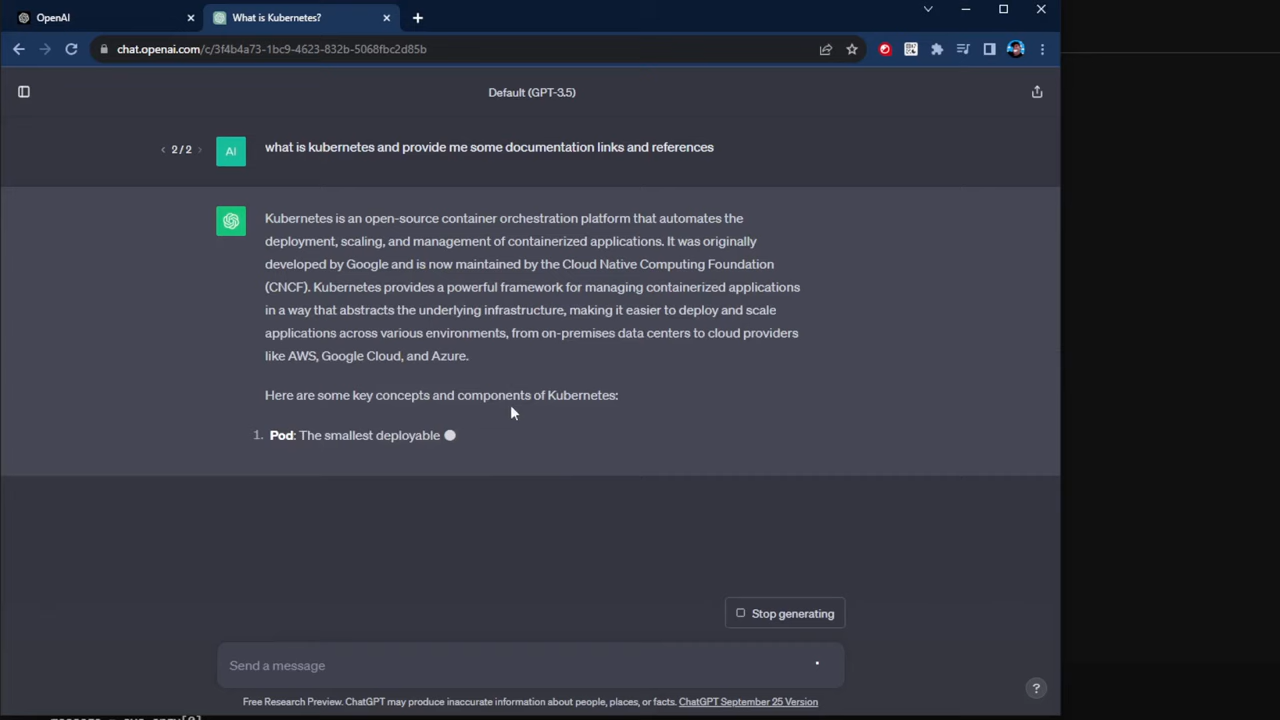 OpenAI
What is Kubernetes?
chat.openai.com/c/3f4b4a73-1bc9-4623-832b-5068fbc2d85b
Default (GPT-3.5)
2 / 2
AI
what is kubernetes and provide me some documentation links and references
Kubernetes is an open-source container orchestration platform that automates the
deployment, scaling, and management of containerized applications. It was originally
developed by Google and is now maintained by the Cloud Native Computing Foundation
(CNCF). Kubernetes provides a powerful framework for managing containerized applications
in a way that abstracts the underlying infrastructure, making it easier to deploy and scale
applications across various environments, from on-premises data centers to cloud providers
like AWS, Google Cloud, and Azure.
Here are some key concepts and components of Kubernetes:
1. Pod: The smallest deployable
Stop generating
Send a message
Free Research Preview. ChatGPT may produce inaccurate information about people, places, or facts. ChatGPT September 25 Version
?